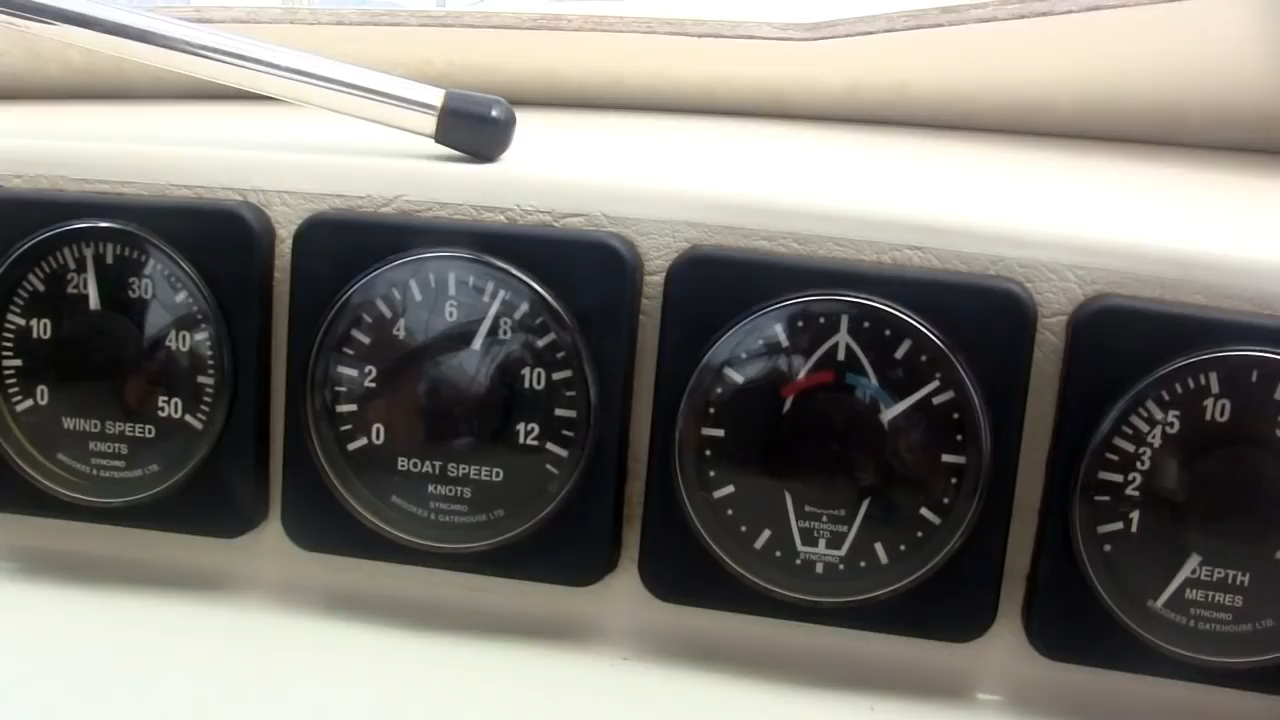 0
10
20
30
40
50
WIND SPEED
KNOTS
SYNCHRO
BROOKES & GATEHOUSE LTD.
0
2
4
6
8
10
12
BOAT SPEED
KNOTS
SYNCHRO
BROOKES & GATEHOUSE LTD.
BROOKES
&
GATEHOUSE
LTD.
SYNCHRO
1
2
3
4
5
10
DEPTH
METRES
SYNCHRO
BROOKES & GATEHOUSE LTD.